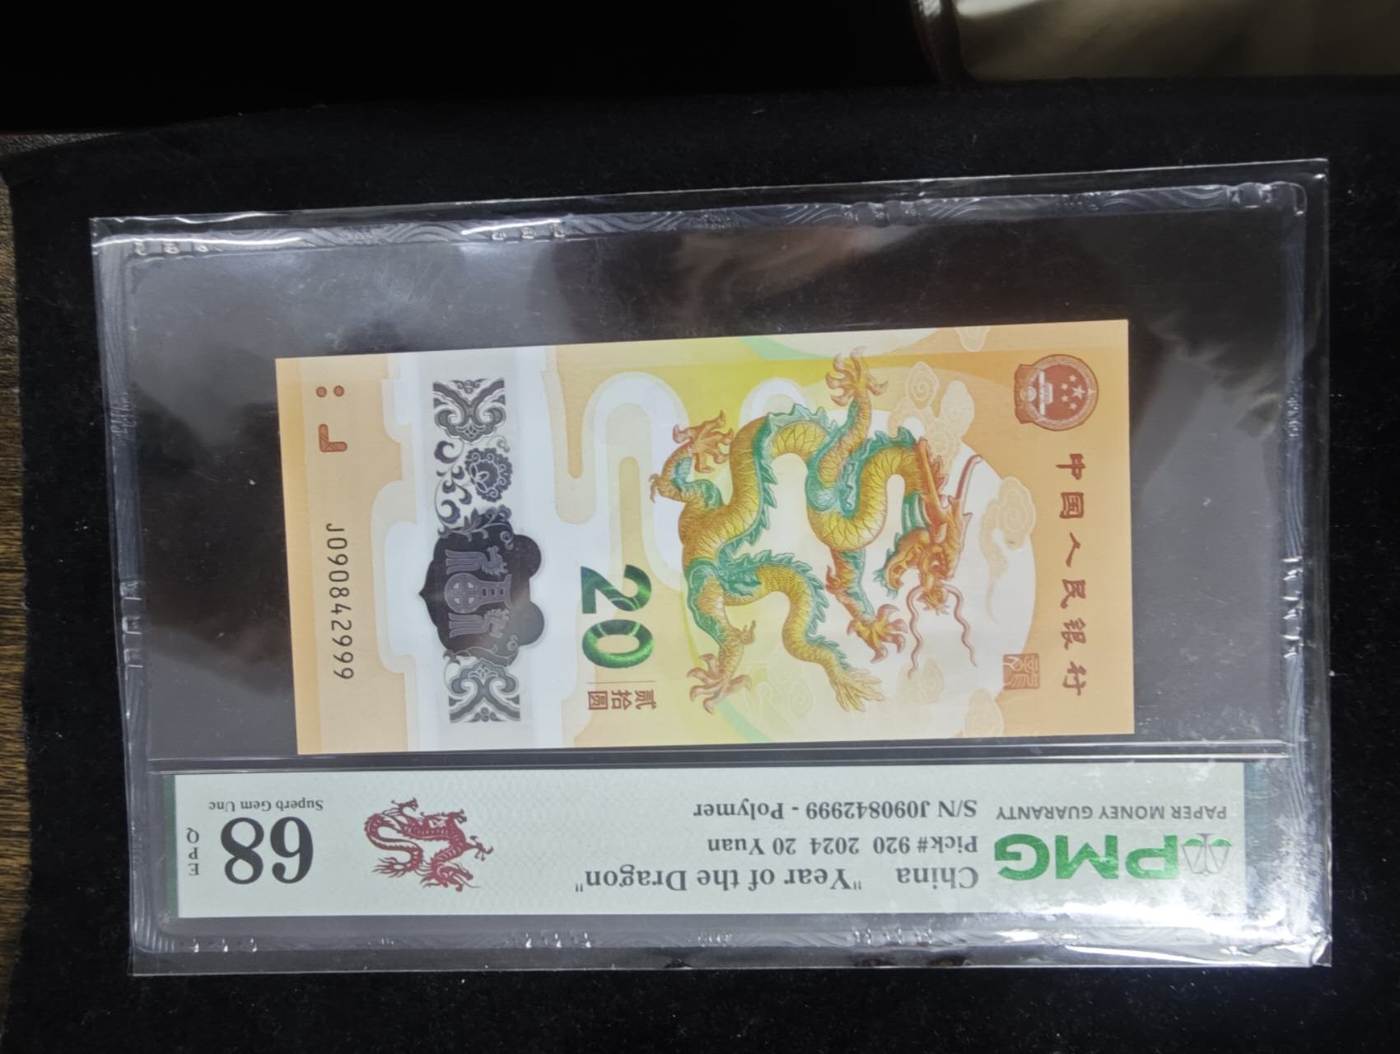 PMG
PAPER MONEY GUARANTY
China "Year of the Dragon"
Pick# 920 2024 20 Yuan
S/N J090842999 - Polymer
68
Superb Gem Unc
QPE
中国人民银行
20
贰拾圆
J090842999